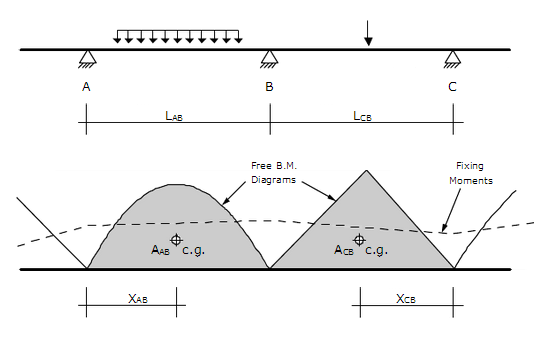 A
B
C
LAB
LCB
Free B.M.
Diagrams
Fixing
Moments
AAB
c.g.
ACB
c.g.
XAB
XCB